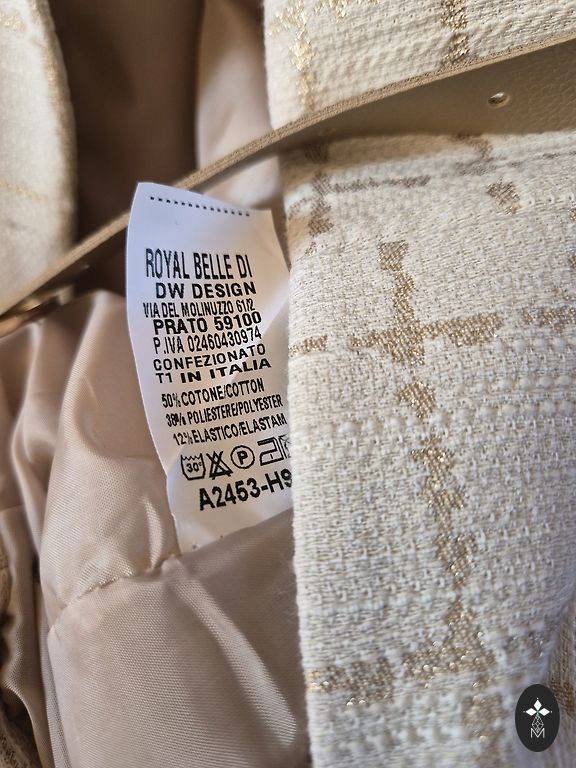 ROYAL BELLE DI
DW DESIGN
VIA DEL MOLINUZZO 61/2
PRATO 59100
P.IVA 02460430974
CONFEZIONATO
T1 IN ITALIA
50% COTONE/COTTON
38% POLIESTERE/POLYESTER
12% ELASTICO/ELASTAM
30° P
A2453-H9
M